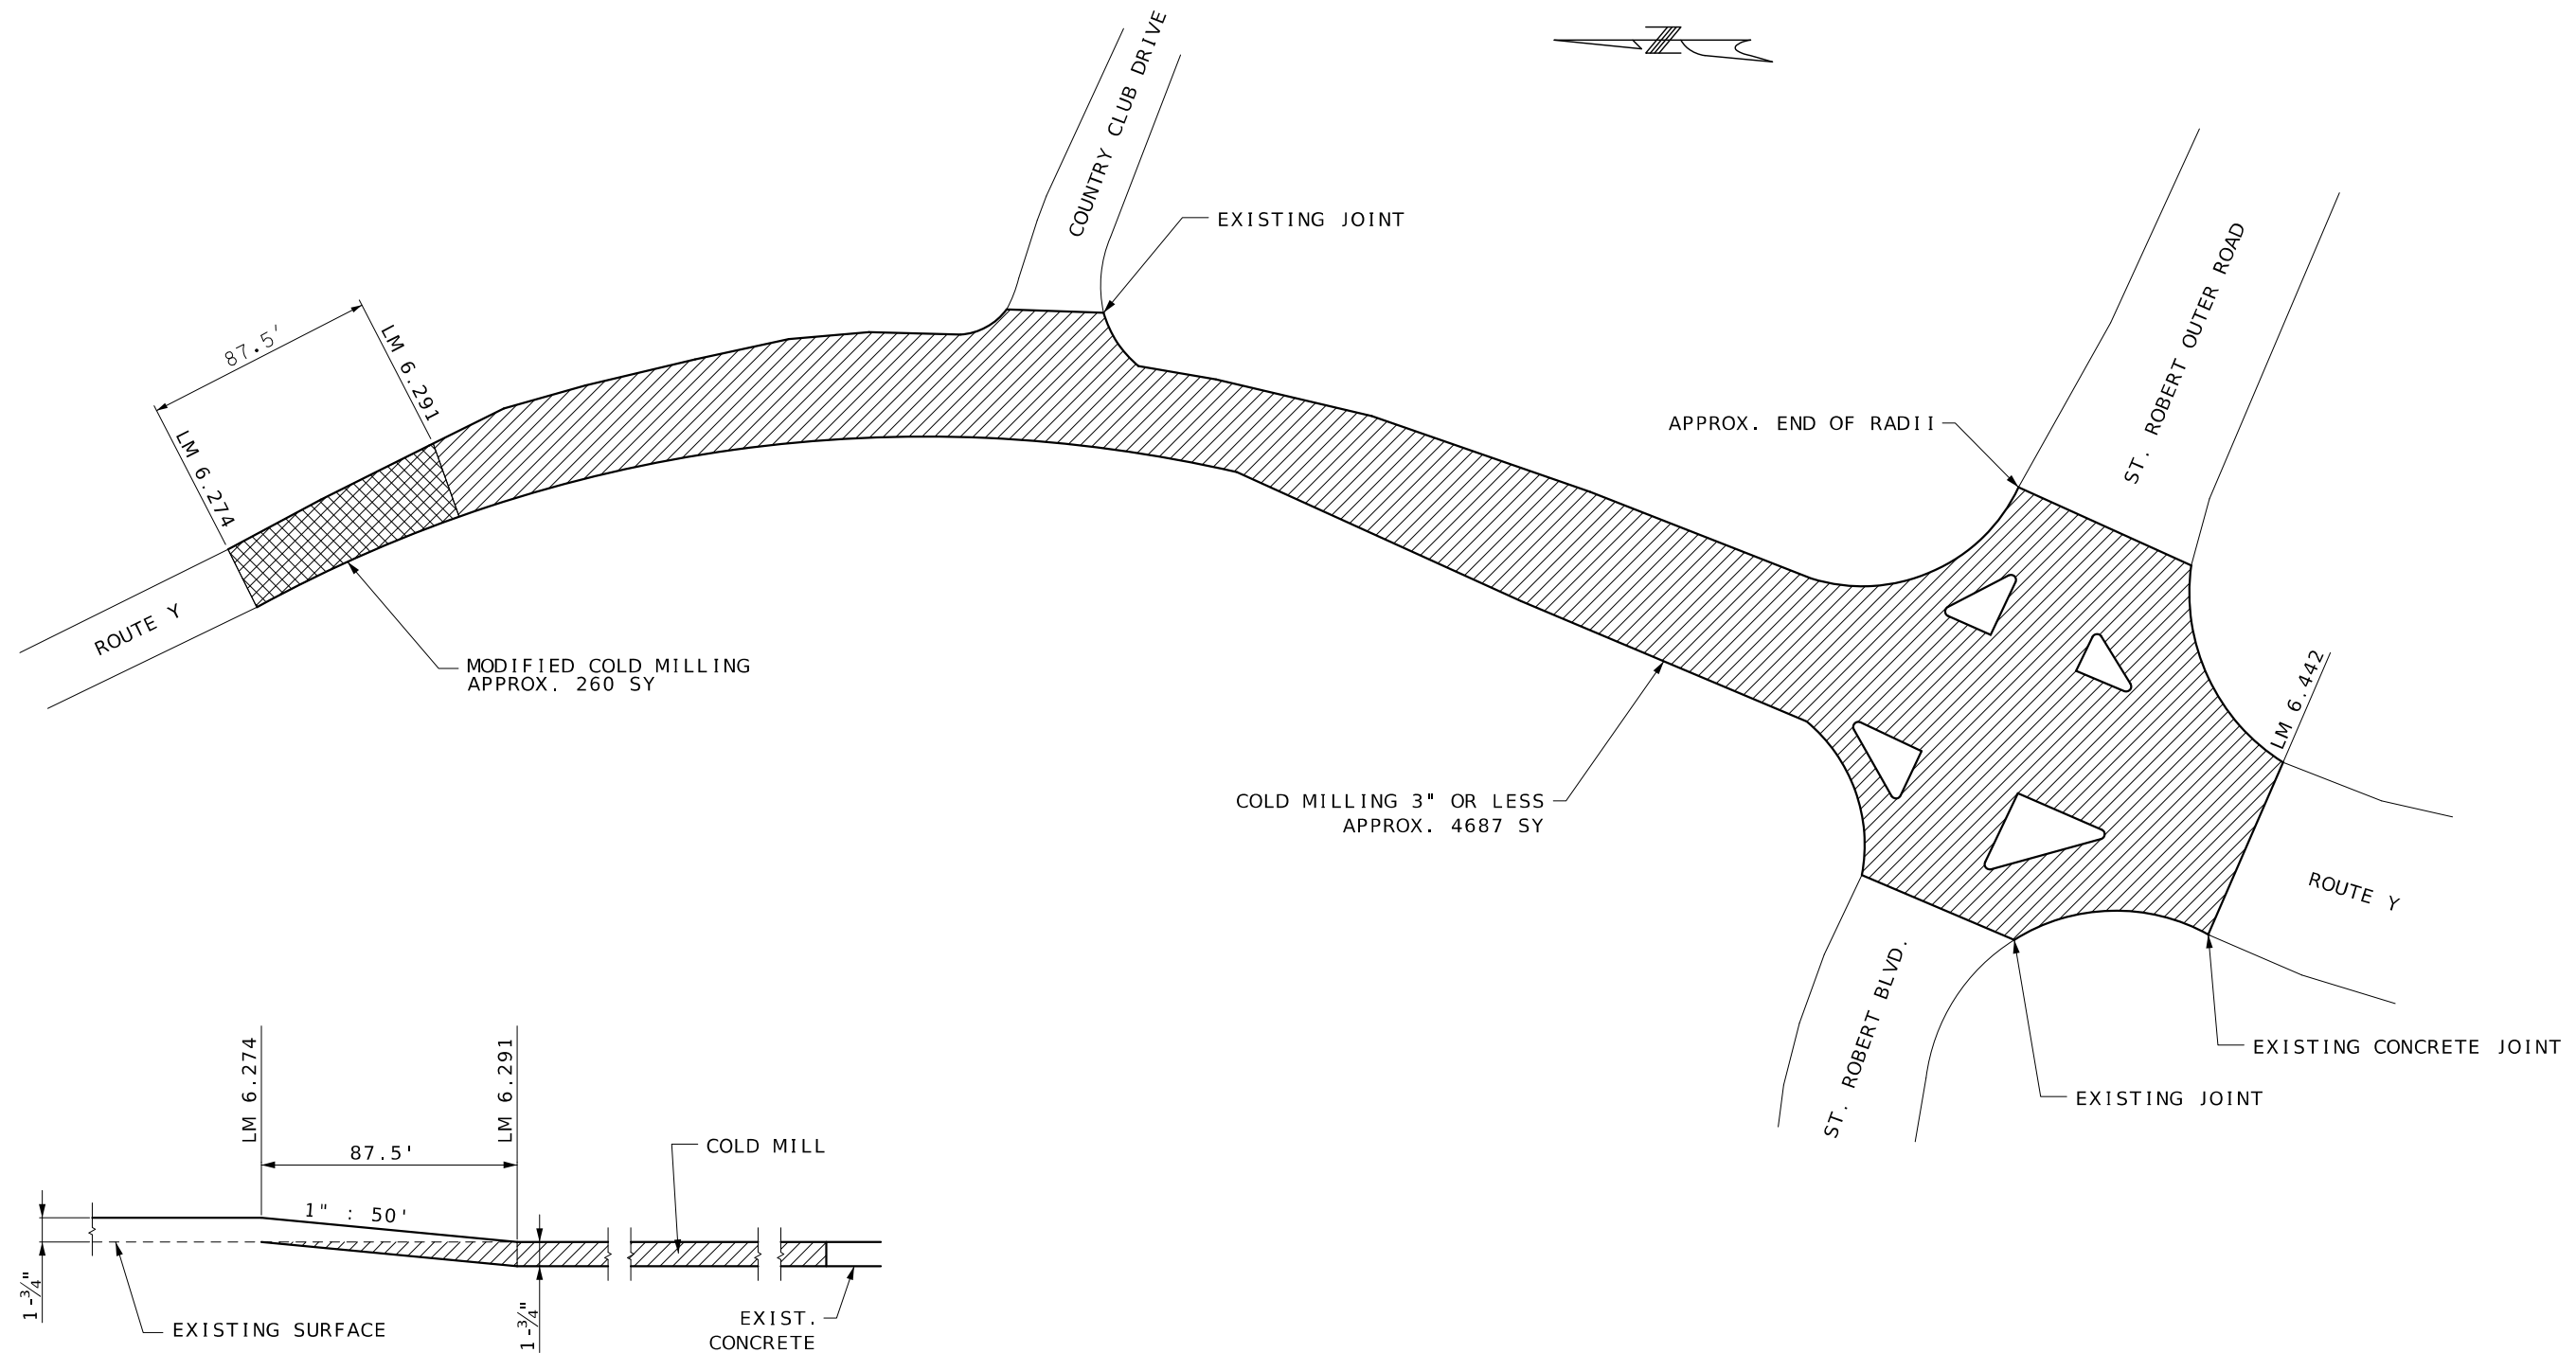 COUNTRY CLUB DRIVE
EXISTING JOINT
87.5'
LM 6.291
LM 6.274
ROUTE Y
MODIFIED COLD MILLING
APPROX. 260 SY
APPROX. END OF RADII
ST. ROBERT OUTER ROAD
LM 6.442
COLD MILLING 3" OR LESS
APPROX. 4687 SY
ROUTE Y
ST. ROBERT BLVD.
EXISTING CONCRETE JOINT
EXISTING JOINT
LM 6.274
LM 6.291
87.5'
COLD MILL
1" : 50'
1-3/4"
1-3/4"
EXISTING SURFACE
EXIST.
CONCRETE